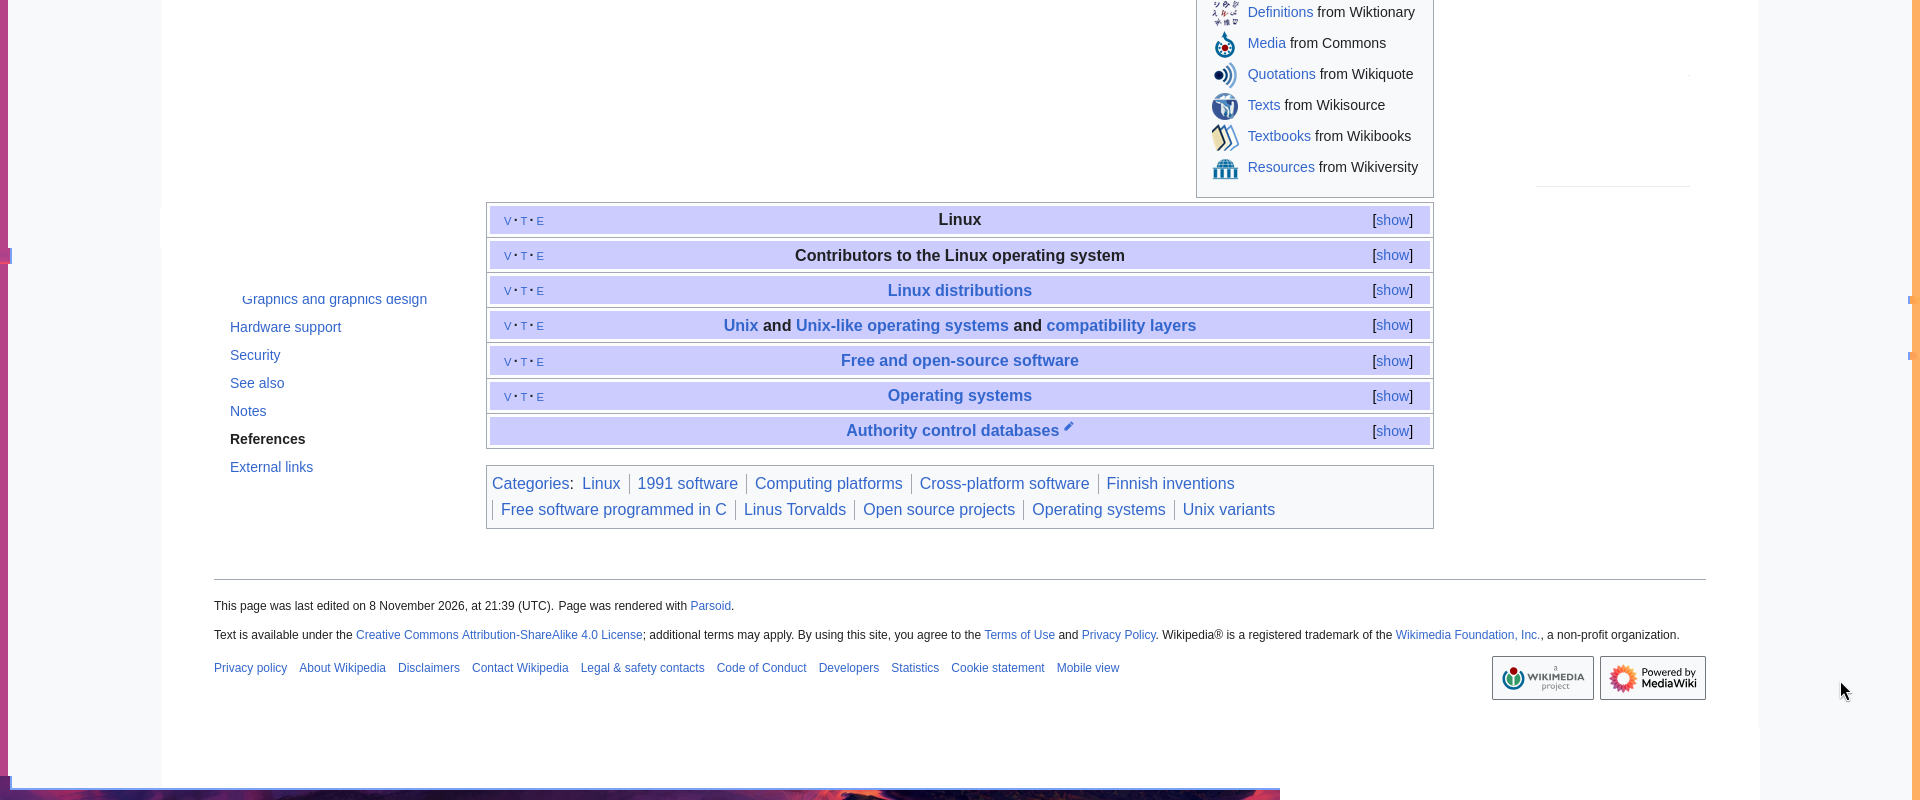 Definitions from Wiktionary
Media from Commons
Quotations from Wikiquote
Texts from Wikisource
Textbooks from Wikibooks
Resources from Wikiversity
V · T · E Linux [show]
V · T · E Contributors to the Linux operating system [show]
V · T · E Linux distributions [show]
V · T · E Unix and Unix-like operating systems and compatibility layers [show]
V · T · E Free and open-source software [show]
V · T · E Operating systems [show]
Authority control databases [show]
Graphics and graphics design
Hardware support
Security
See also
Notes
References
External links
Categories: Linux | 1991 software | Computing platforms | Cross-platform software | Finnish inventions
| Free software programmed in C | Linus Torvalds | Open source projects | Operating systems | Unix variants
This page was last edited on 8 November 2026, at 21:39 (UTC). Page was rendered with Parsoid.
Text is available under the Creative Commons Attribution-ShareAlike 4.0 License; additional terms may apply. By using this site, you agree to the Terms of Use and Privacy Policy. Wikipedia® is a registered trademark of the Wikimedia Foundation, Inc., a non-profit organization.
Privacy policy About Wikipedia Disclaimers Contact Wikipedia Legal & safety contacts Code of Conduct Developers Statistics Cookie statement Mobile view
a
WIKIMEDIA
project
Powered by
MediaWiki